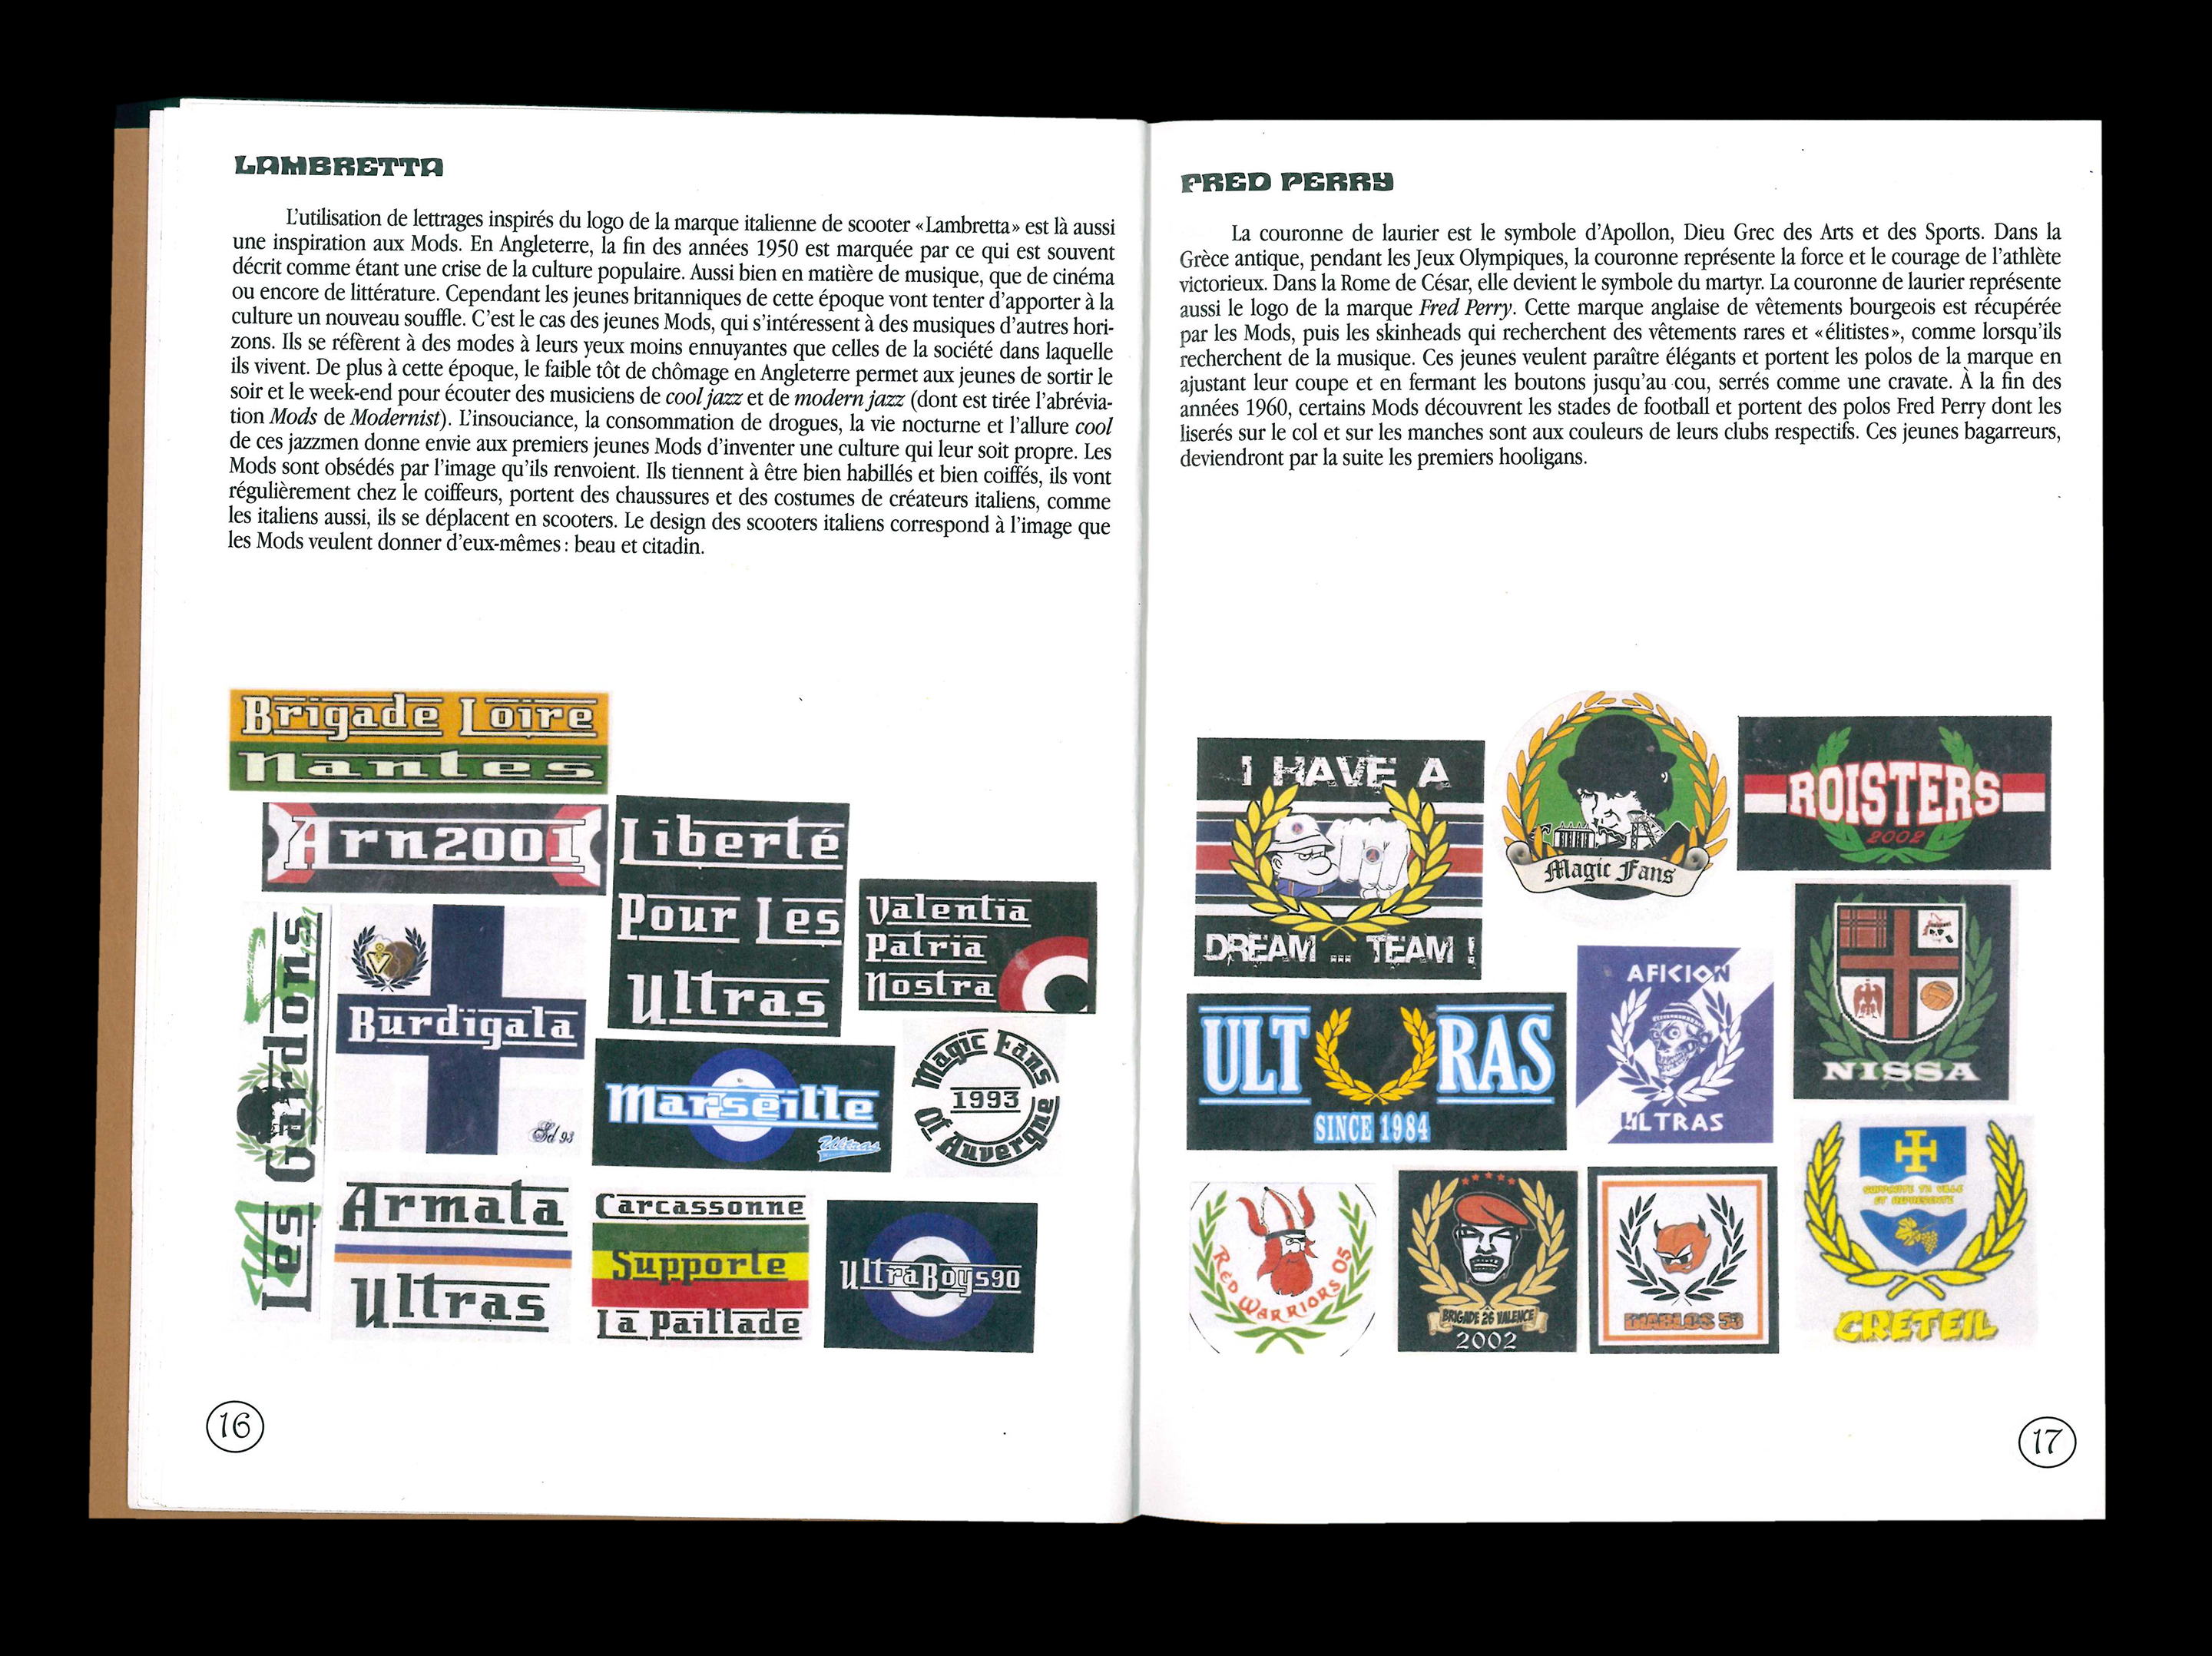 LAMBRETTA
L'utilisation de lettrages inspirés du logo de la marque italienne de scooter «Lambretta» est là aussi
une inspiration aux Mods. En Angleterre, la fin des années 1950 est marquée par ce qui est souvent
décrit comme étant une crise de la culture populaire. Aussi bien en matière de musique, que de cinéma
ou encore de littérature. Cependant les jeunes britanniques de cette époque vont tenter d'apporter à la
culture un nouveau souffle. C'est le cas des jeunes Mods, qui s'intéressent à des musiques d'autres hori-
zons. Ils se réfèrent à des modes à leurs yeux moins ennuyantes que celles de la société dans laquelle
ils vivent. De plus à cette époque, le faible tôt de chômage en Angleterre permet aux jeunes de sortir le
soir et le week-end pour écouter des musiciens de cool jazz et de modern jazz (dont est tirée l'abrévia-
tion Mods de Modernist). L'insouciance, la consommation de drogues, la vie nocturne et l'allure cool
de ces jazzmen donne envie aux premiers jeunes Mods d'inventer une culture qui leur soit propre. Les
Mods sont obsédés par l'image qu'ils renvoient. Ils tiennent à être bien habillés et bien coiffés, ils vont
régulièrement chez le coiffeurs, portent des chaussures et des costumes de créateurs italiens, comme
les italiens aussi, ils se déplacent en scooters. Le design des scooters italiens correspond à l'image que
les Mods veulent donner d'eux-mêmes : beau et citadin.
Brigade Loire
Nantes
Arn2001
Liberté
Pour Les
Ultras
Valentia
Patria
Nostra
Les Gardons
1991
Burdigala
Sd 93
Marseille
Ultras
Magic Fans
1993
Of Auvergne
Armata
Ultras
Carcassonne
Supporte
La Paillade
UltraBoys90
16
FRED PERRY
La couronne de laurier est le symbole d'Apollon, Dieu Grec des Arts et des Sports. Dans la
Grèce antique, pendant les Jeux Olympiques, la couronne représente la force et le courage de l'athlète
victorieux. Dans la Rome de César, elle devient le symbole du martyr. La couronne de laurier représente
aussi le logo de la marque Fred Perry. Cette marque anglaise de vêtements bourgeois est récupérée
par les Mods, puis les skinheads qui recherchent des vêtements rares et «élitistes», comme lorsqu'ils
recherchent de la musique. Ces jeunes veulent paraître élégants et portent les polos de la marque en
ajustant leur coupe et en fermant les boutons jusqu'au cou, serrés comme une cravate. À la fin des
années 1960, certains Mods découvrent les stades de football et portent des polos Fred Perry dont les
liserés sur le col et sur les manches sont aux couleurs de leurs clubs respectifs. Ces jeunes bagarreurs,
deviendront par la suite les premiers hooligans.
I HAVE A
DREAM ... TEAM !
Magic Fans
ROISTERS
2002
ULTRAS
SINCE 1984
AFICION
ULTRAS
NISSA
RED WARRIORS 05
BRIGADE 26 VALENCE
2002
DIABLOS 53
SUPPORTE TA VILLE
ET REPRESENTE
CRETEIL
17